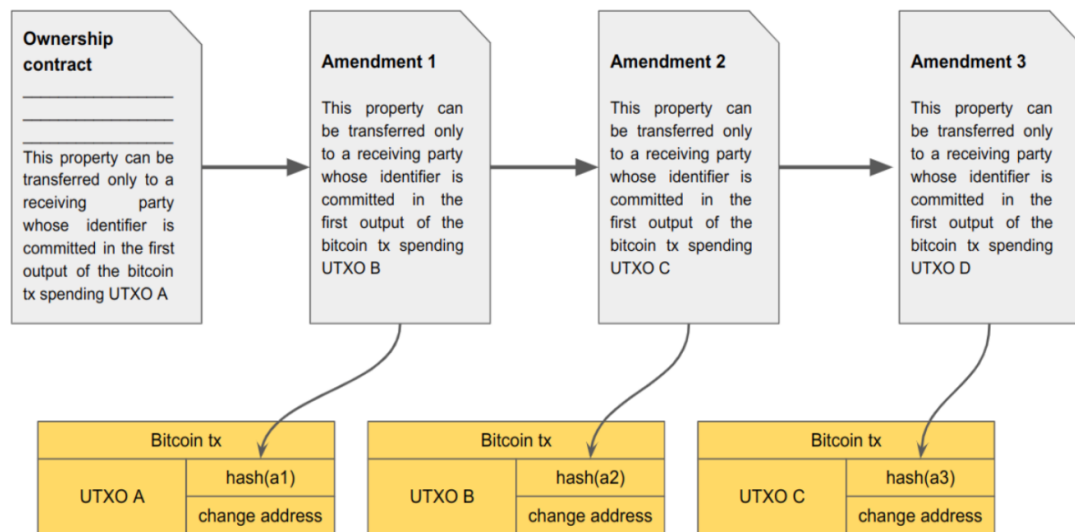 Ownership
contract
This property can be
transferred only to a
receiving party
whose identifier is
committed in the first
output of the bitcoin
tx spending UTXO A
Amendment 1
This property can
be transferred only
to a receiving party
whose identifier is
committed in the
first output of the
bitcoin tx spending
UTXO B
Amendment 2
This property can
be transferred only
to a receiving party
whose identifier is
committed in the
first output of the
bitcoin tx spending
UTXO C
Amendment 3
This property can
be transferred only
to a receiving party
whose identifier is
committed in the
first output of the
bitcoin tx spending
UTXO D
Bitcoin tx
UTXO A
hash(a1)
change address
Bitcoin tx
UTXO B
hash(a2)
change address
Bitcoin tx
UTXO C
hash(a3)
change address